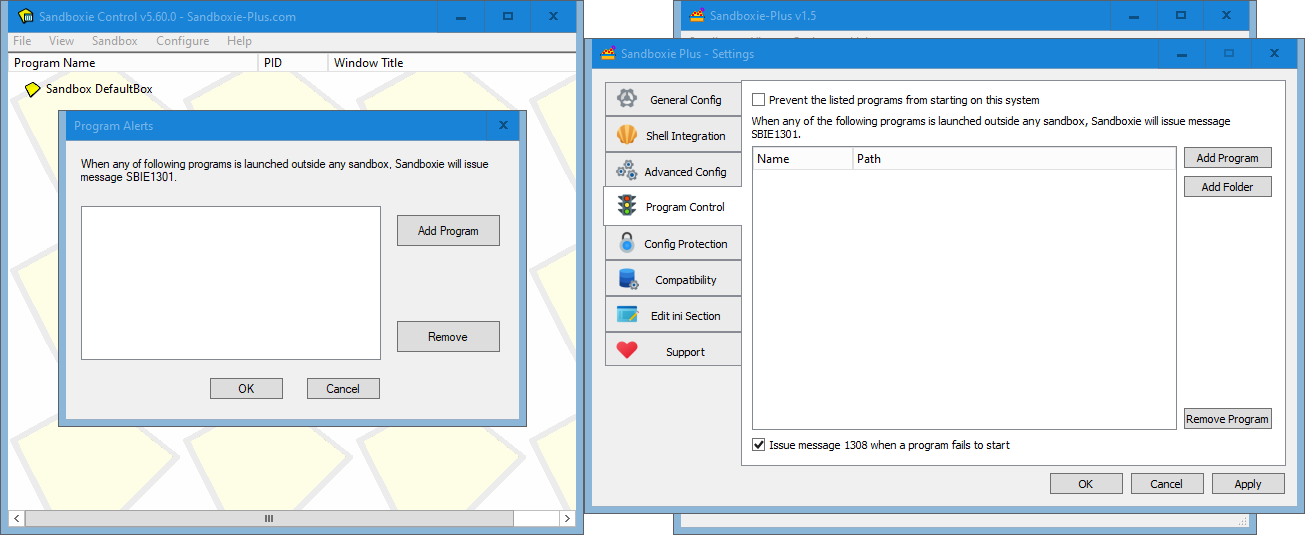 Sandboxie Control v5.60.0 - Sandboxie-Plus.com
File View Sandbox Configure Help
Program Name PID Window Title
Sandbox DefaultBox
Program Alerts
When any of following programs is launched outside any sandbox, Sandboxie will issue
message SBIE1301.
Add Program
Remove
OK Cancel
Sandboxie-Plus v1.5
Sandboxie Plus - Settings
General Config
Shell Integration
Advanced Config
Program Control
Config Protection
Compatibility
Edit ini Section
Support
Prevent the listed programs from starting on this system
When any of the following programs is launched outside any sandbox, Sandboxie will issue message
SBIE1301.
Name Path
Add Program
Add Folder
Remove Program
Issue message 1308 when a program fails to start
OK Cancel Apply